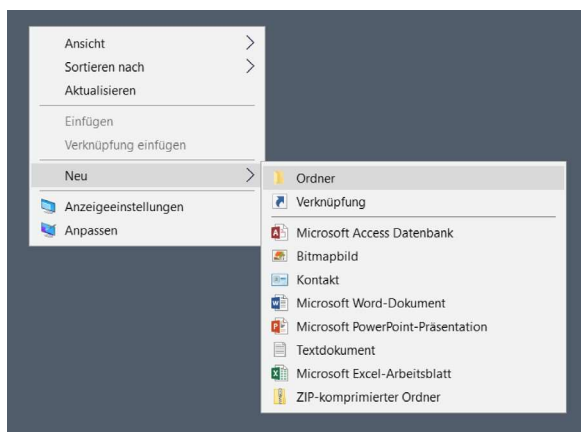 Ansicht
Sortieren nach
Aktualisieren
Einfügen
Verknüpfung einfügen
Neu
Anzeigeeinstellungen
Anpassen
Ordner
Verknüpfung
Microsoft Access Datenbank
Bitmapbild
Kontakt
Microsoft Word-Dokument
Microsoft PowerPoint-Präsentation
Textdokument
Microsoft Excel-Arbeitsblatt
ZIP-komprimierter Ordner